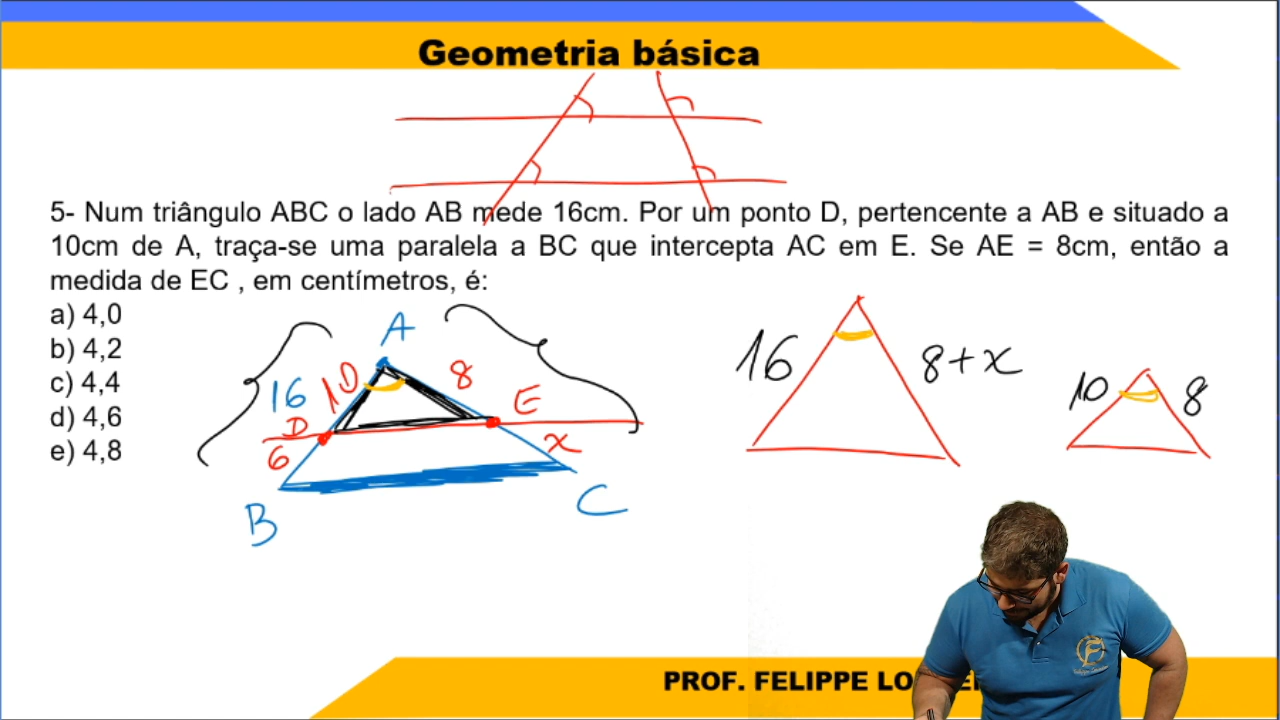 Geometria básica
5- Num triângulo ABC o lado AB mede 16cm. Por um ponto D, pertencente a AB e situado a
10cm de A, traça-se uma paralela a BC que intercepta AC em E. Se AE = 8cm, então a
medida de EC , em centímetros, é:
a) 4,0
b) 4,2
c) 4,4
d) 4,6
e) 4,8
A
16
10
8
D
E
6
x
B
C
16
8+x
10
8
PROF. FELIPPE LO